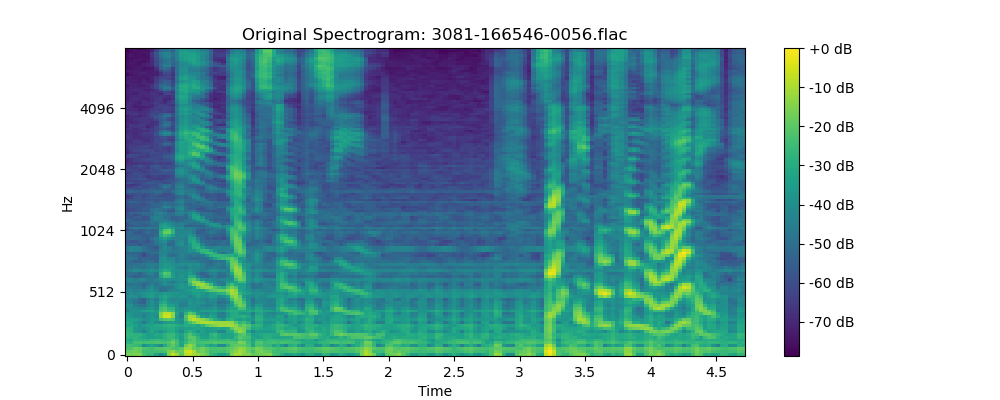 Original Spectrogram: 3081-166546-0056.flac
+0 dB
-10 dB
-20 dB
-30 dB
-40 dB
-50 dB
-60 dB
-70 dB
4096
2048
1024
512
0
Hz
0 0.5 1 1.5 2 2.5 3 3.5 4 4.5
Time